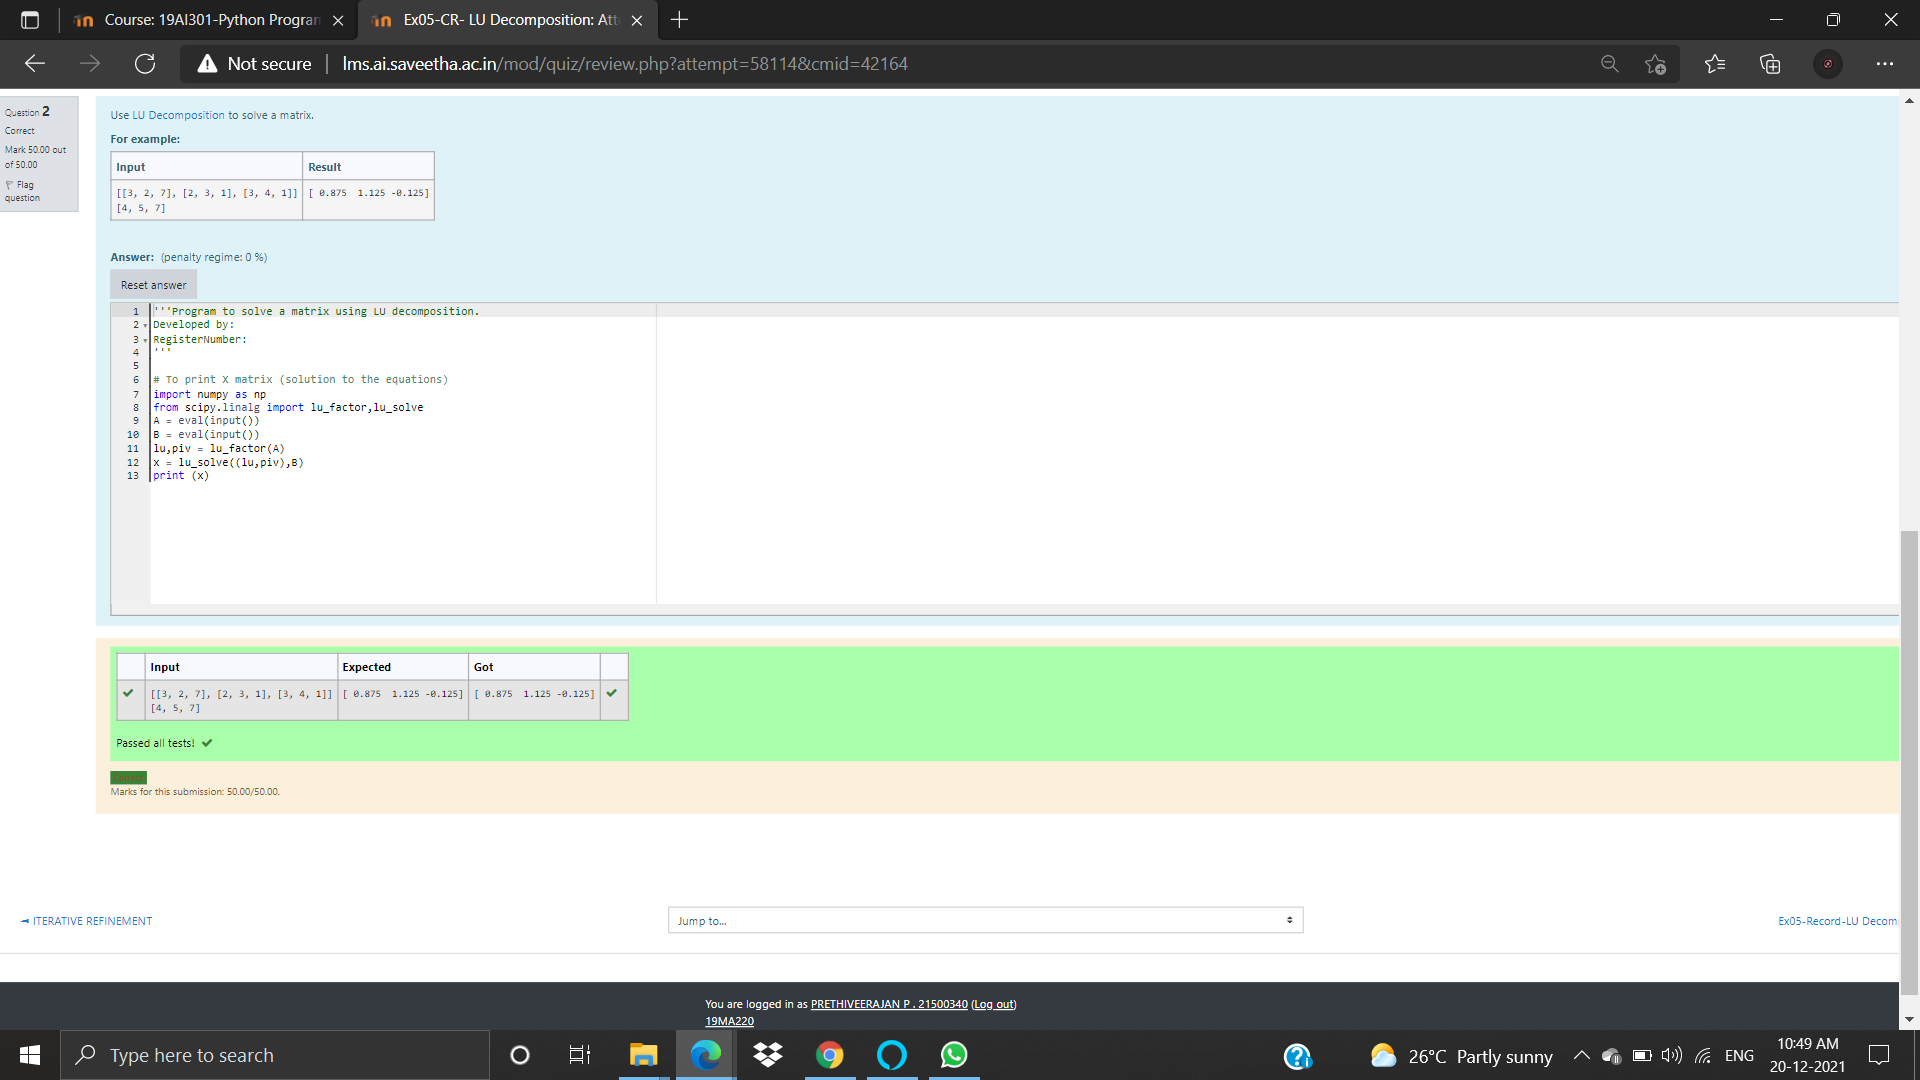 Course: 19AI301-Python Program
Ex05-CR- LU Decomposition: Att
Not secure
lms.ai.saveetha.ac.in/mod/quiz/review.php?attempt=58114&cmid=42164
Question 2
Correct
Mark 50.00 out
of 50.00
Flag
question
Use LU Decomposition to solve a matrix.
For example:
Input Result
[[3, 2, 7], [2, 3, 1], [3, 4, 1]] [ 0.875  1.125 -0.125]
[4, 5, 7]
Answer: (penalty regime: 0 %)
Reset answer
1 '''Program to solve a matrix using LU decomposition.
2 Developed by:
3 RegisterNumber:
4 '''
5
6 # To print X matrix (solution to the equations)
7 import numpy as np
8 from scipy.linalg import lu_factor,lu_solve
9 A = eval(input())
10 B = eval(input())
11 lu,piv = lu_factor(A)
12 x = lu_solve((lu,piv),B)
13 print (x)
Input Expected Got
[[3, 2, 7], [2, 3, 1], [3, 4, 1]] [ 0.875  1.125 -0.125] [ 0.875  1.125 -0.125]
[4, 5, 7]
Passed all tests!
Correct
Marks for this submission: 50.00/50.00.
◄ ITERATIVE REFINEMENT
Jump to...
Ex05-Record-LU Decom
You are logged in as PRETHIVEERAJAN P . 21500340 (Log out)
19MA220
Type here to search
26°C Partly sunny
ENG
10:49 AM
20-12-2021